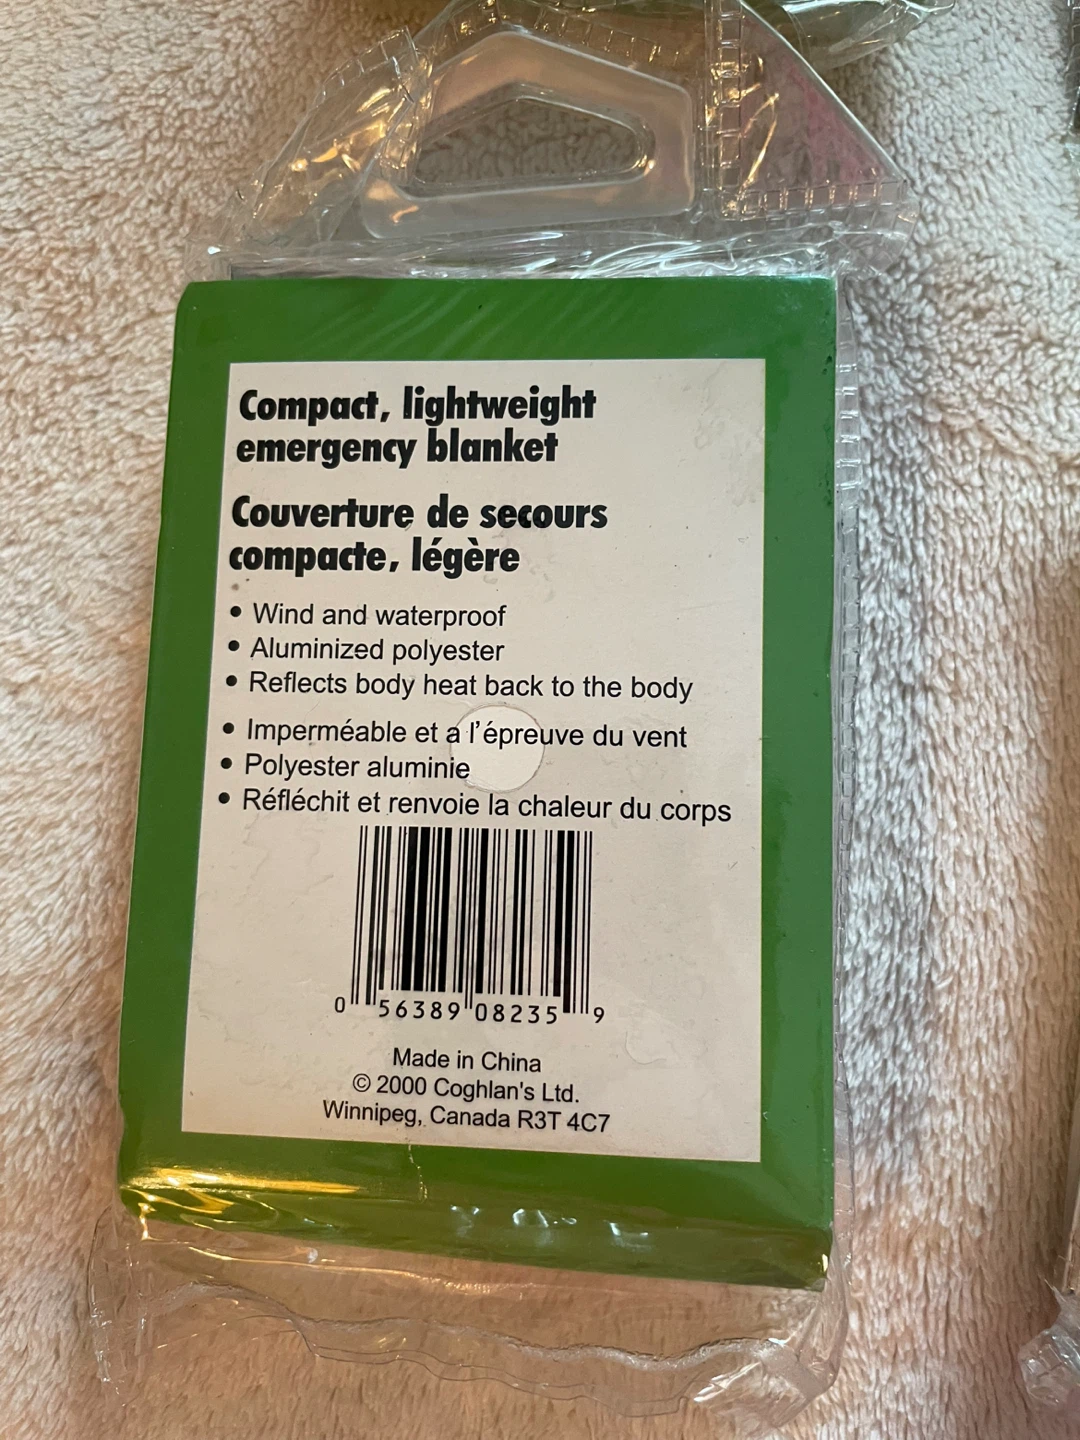 Compact, lightweight
emergency blanket
Couverture de secours
compacte, légère
• Wind and waterproof
• Aluminized polyester
• Reflects body heat back to the body
• Imperméable et a l'épreuve du vent
• Polyester aluminie
• Réfléchit et renvoie la chaleur du corps
0 56389 08235 9
Made in China
© 2000 Coghlan's Ltd.
Winnipeg, Canada R3T 4C7